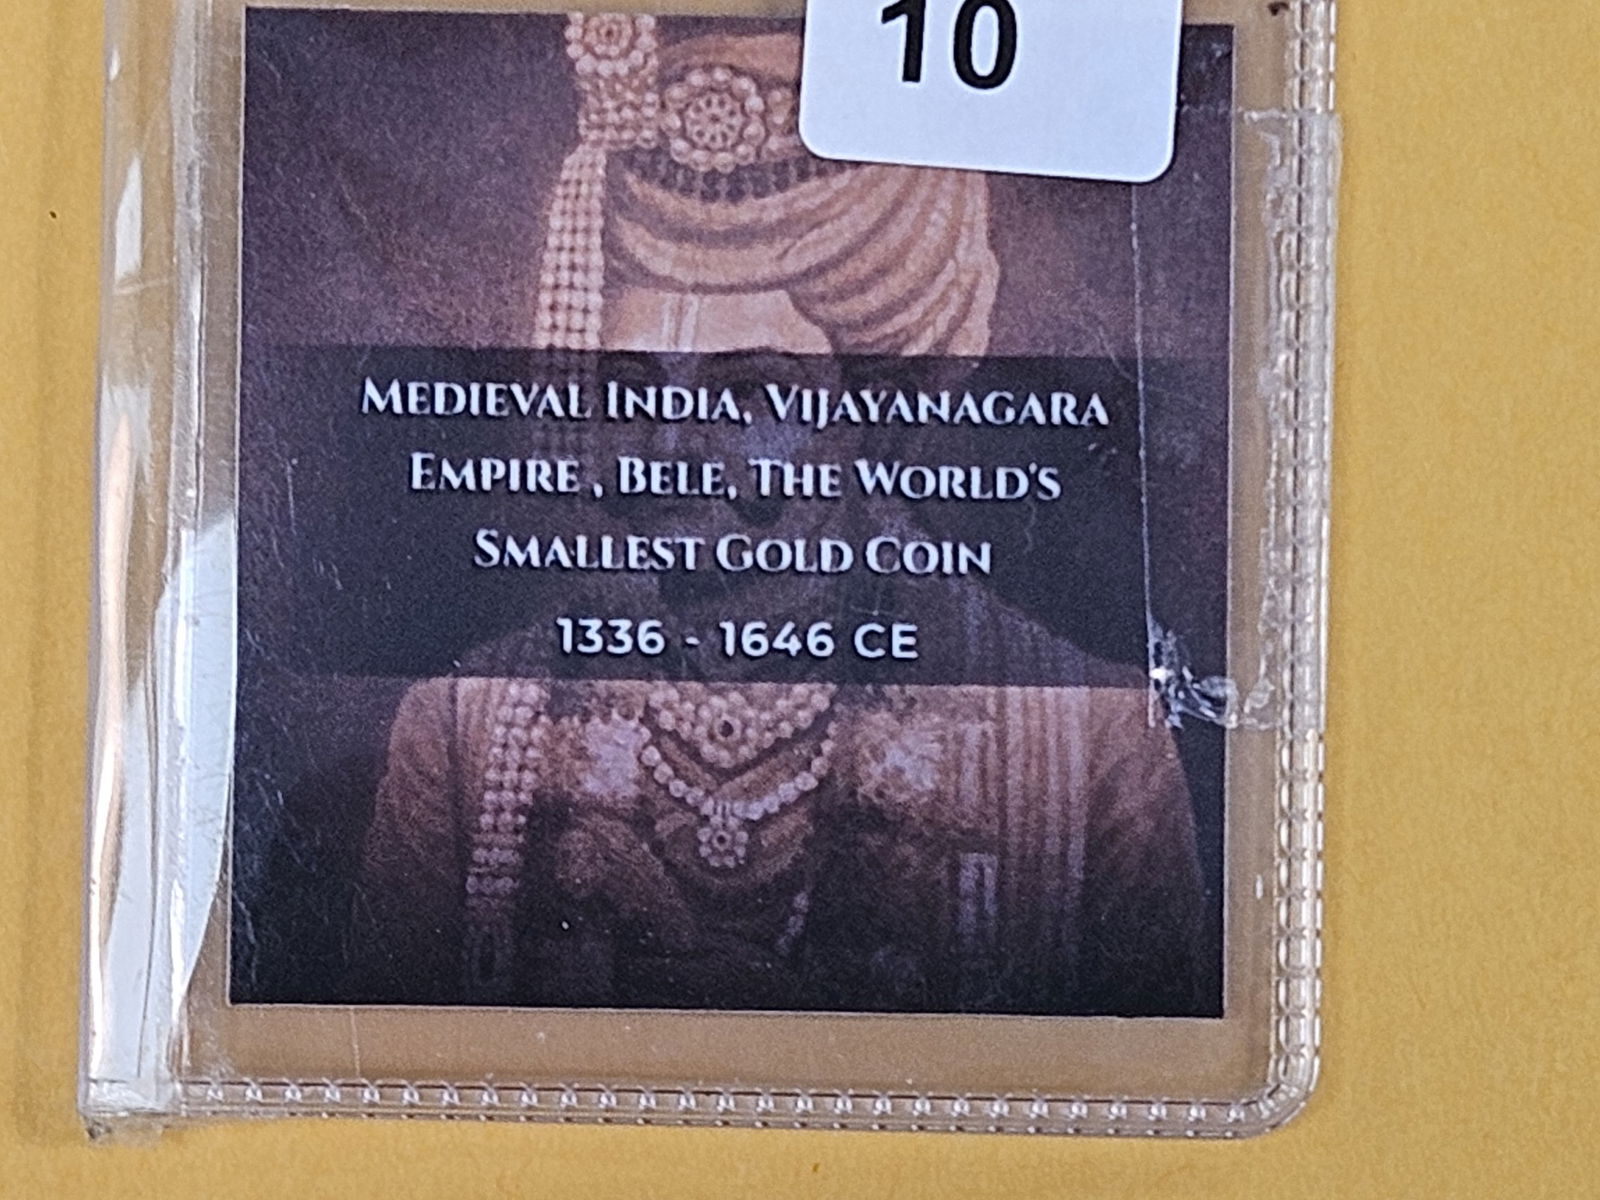 10
Medieval India, Vijayanagara
Empire , Bele, The World's
Smallest Gold Coin
1336 - 1646 CE